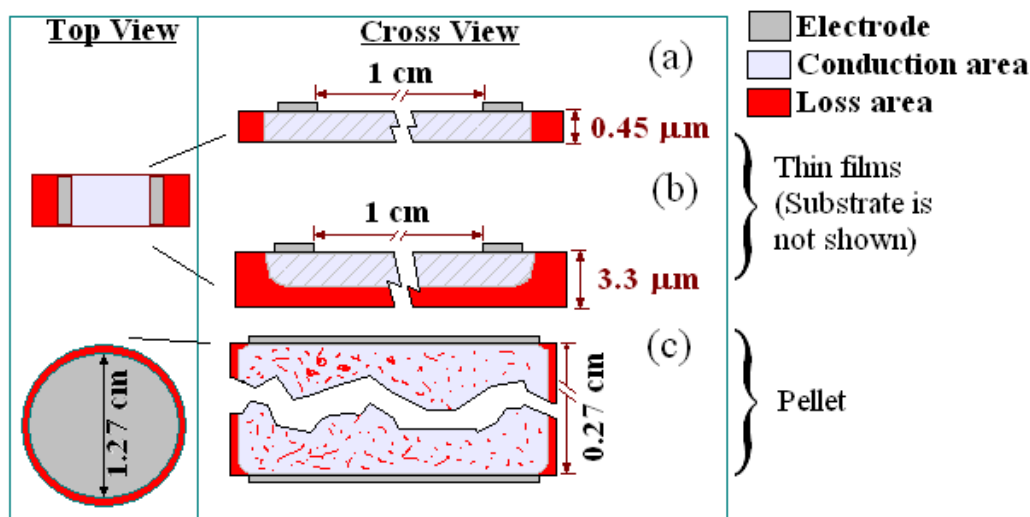 Top View
Cross View
(a)
1 cm
0.45 μm
(b)
1 cm
3.3 μm
(c)
1.27 cm
0.27 cm
Electrode
Conduction area
Loss area
Thin films
(Substrate is
not shown)
Pellet